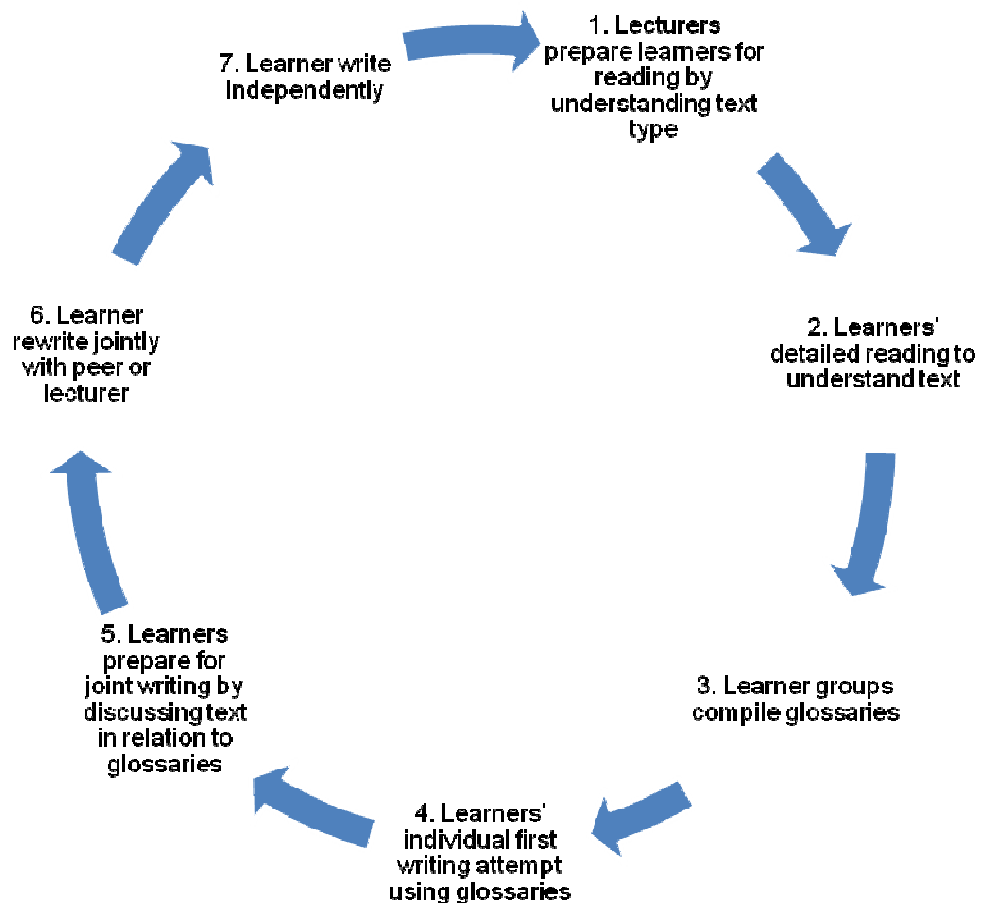 1. Lecturers
prepare learners for
reading by
understanding text
type
2. Learners'
detailed reading to
understand text
3. Learner groups
compile glossaries
4. Learners'
individual first
writing attempt
using glossaries
5. Learners
prepare for
joint writing by
discussing text
in relation to
glossaries
6. Learner
rewrite jointly
with peer or
lecturer
7. Learner write
Independently